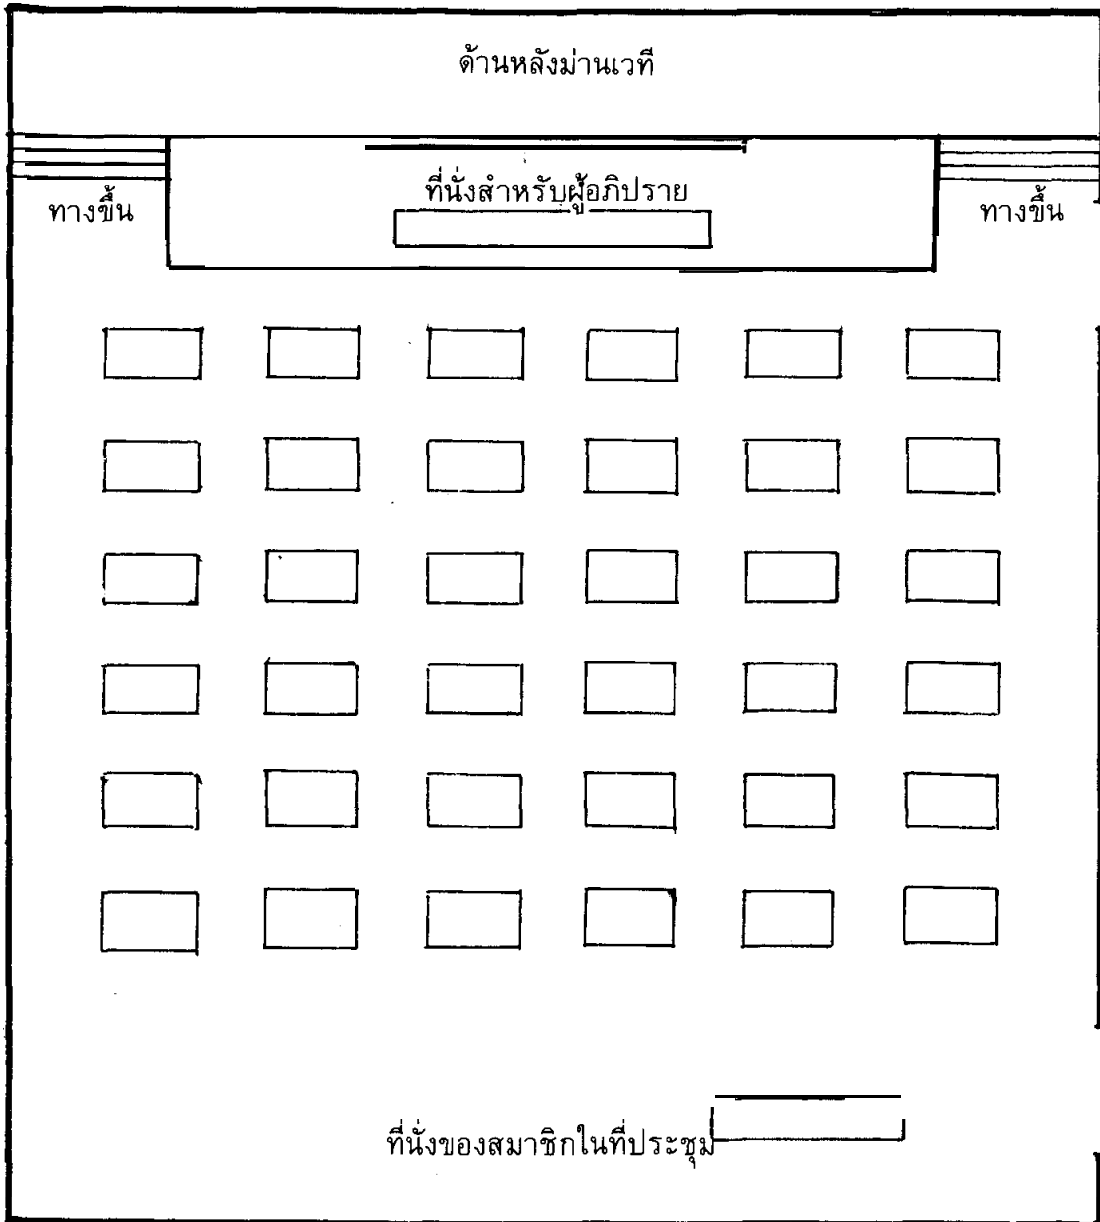 ด้านหลังม่านเวที
ที่นั่งสำหรับผู้อภิปราย
ทางขึ้น
ทางขึ้น
ที่นั่งของสมาชิกในที่ประชุม